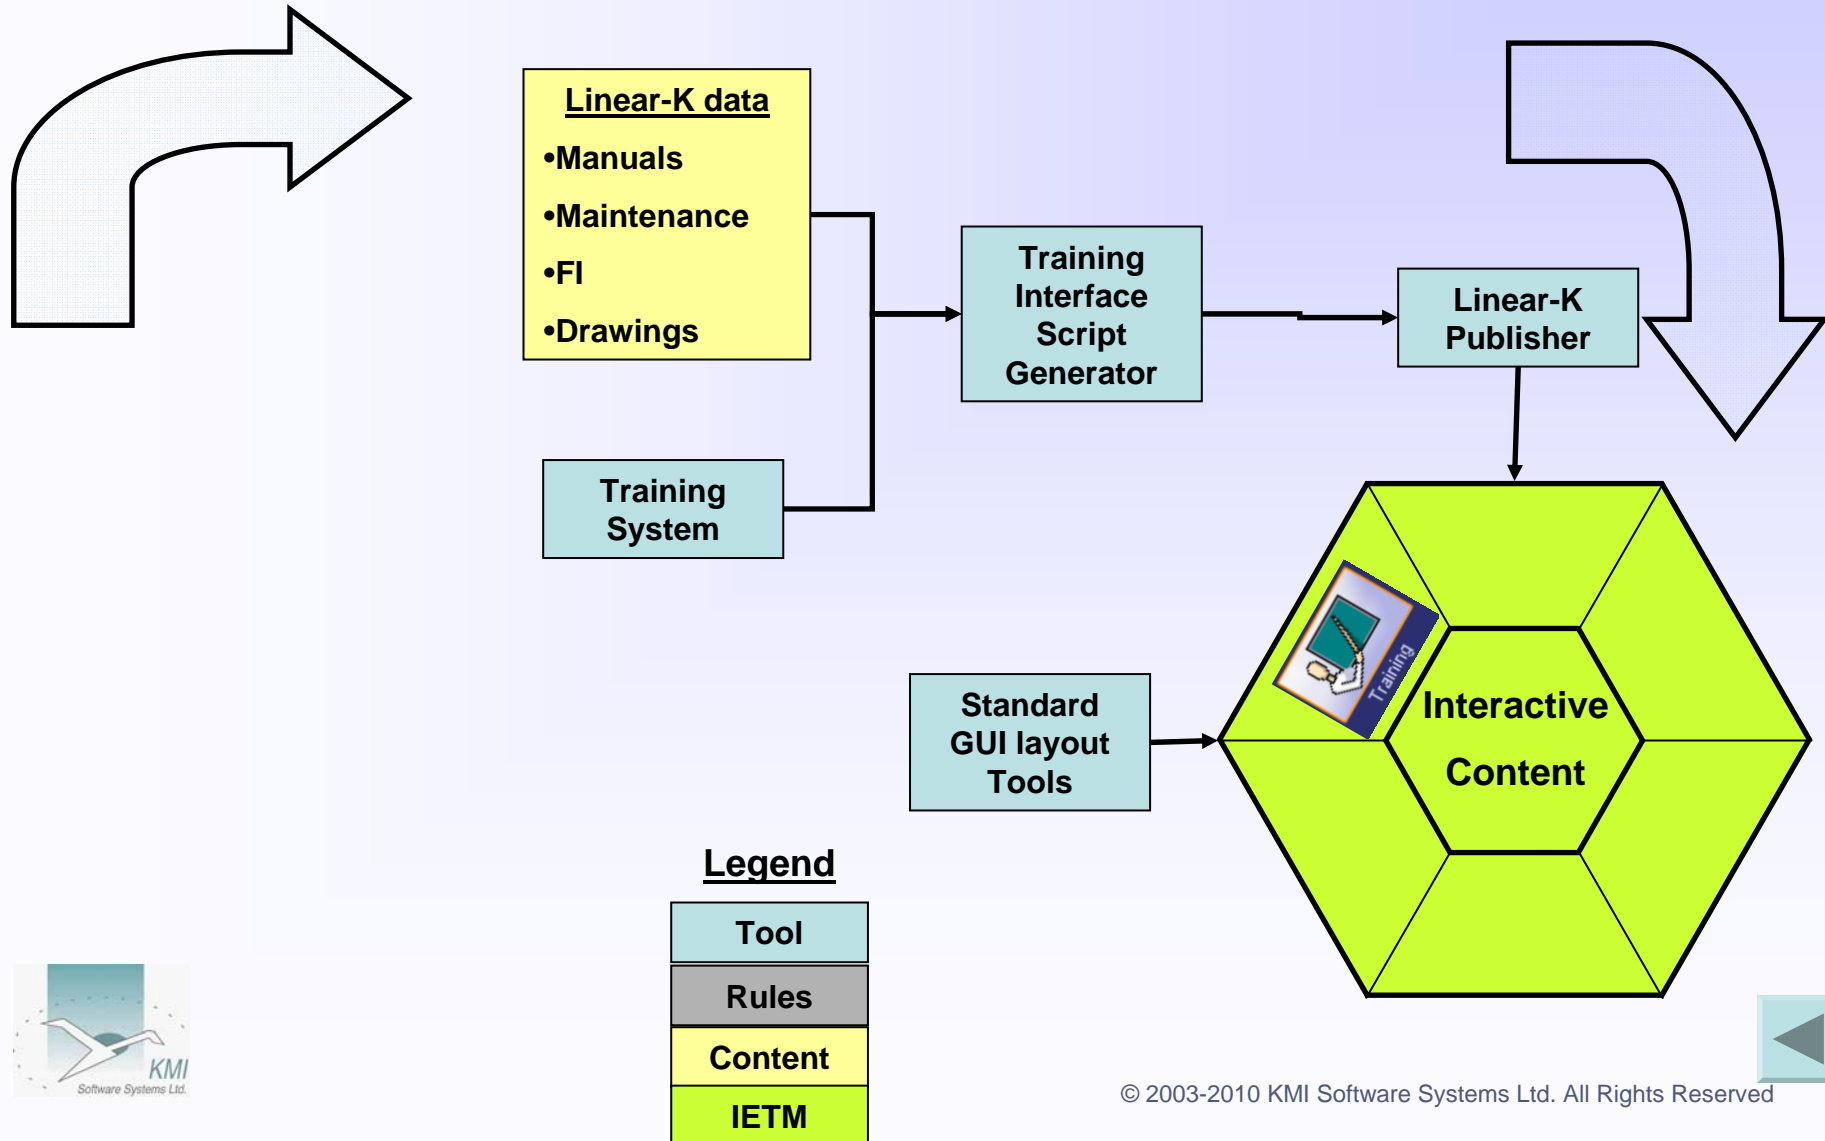 Linear-K data
•Manuals
•Maintenance
•FI
•Drawings
Training
Interface
Script
Generator
Linear-K
Publisher
Training
System
Training
Interactive
Content
Standard
GUI layout
Tools
Legend
Tool
Rules
Content
IETM
KMI
Software Systems Ltd.
© 2003-2010 KMI Software Systems Ltd. All Rights Reserved